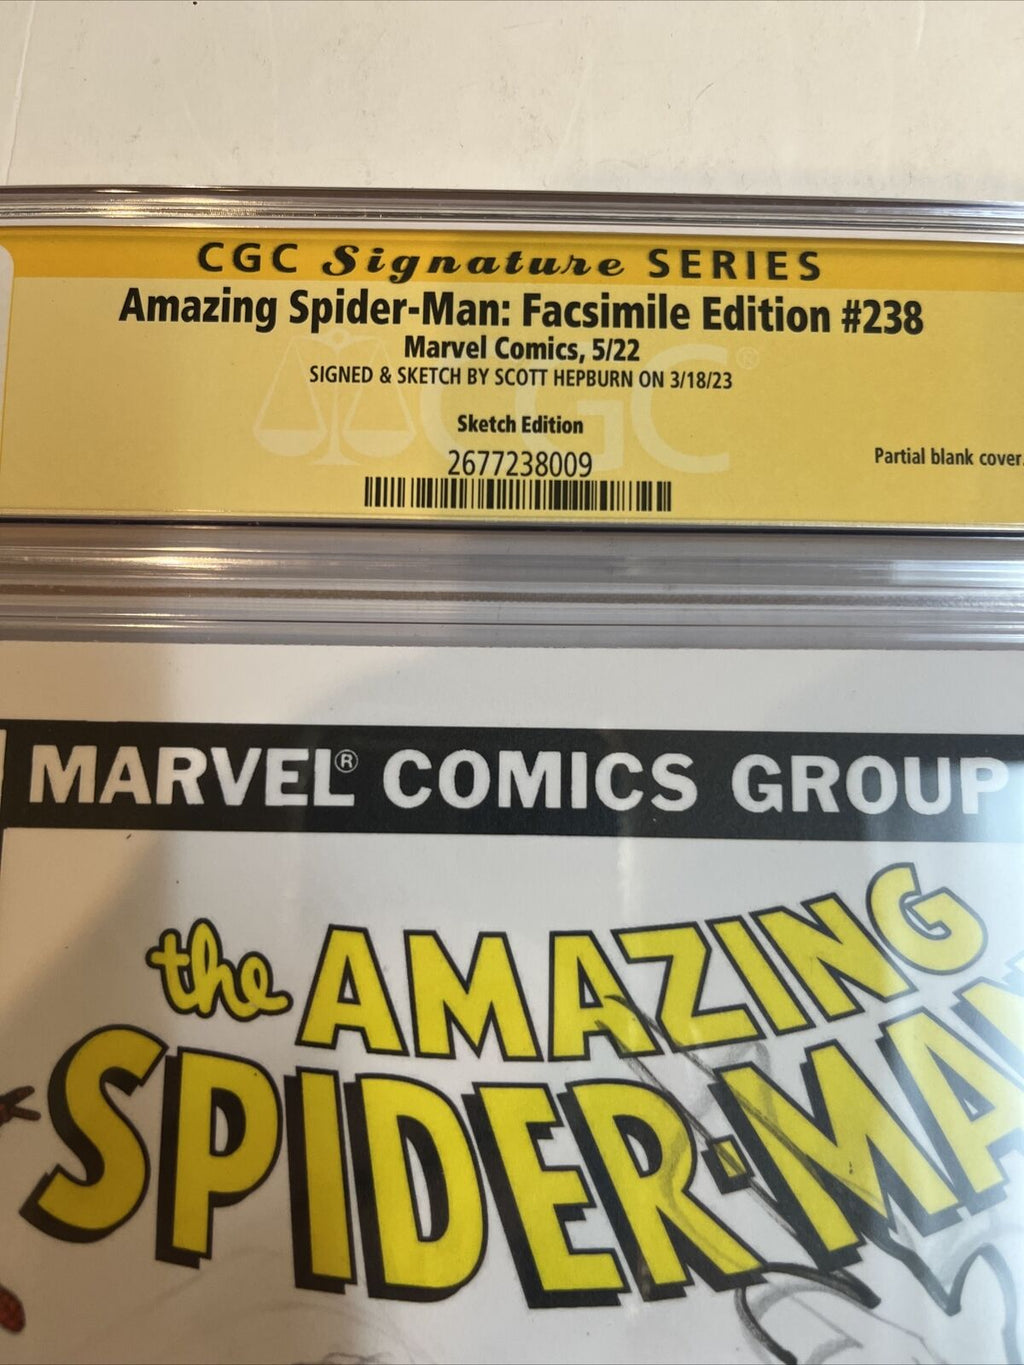 CGC Signature SERIES
Amazing Spider-Man: Facsimile Edition #238
Marvel Comics, 5/22
SIGNED & SKETCH BY SCOTT HEPBURN ON 3/18/23
Sketch Edition
2677238009
Partial blank cover.
CGC®
MARVEL® COMICS GROUP
the AMAZING
SPIDER-MAN